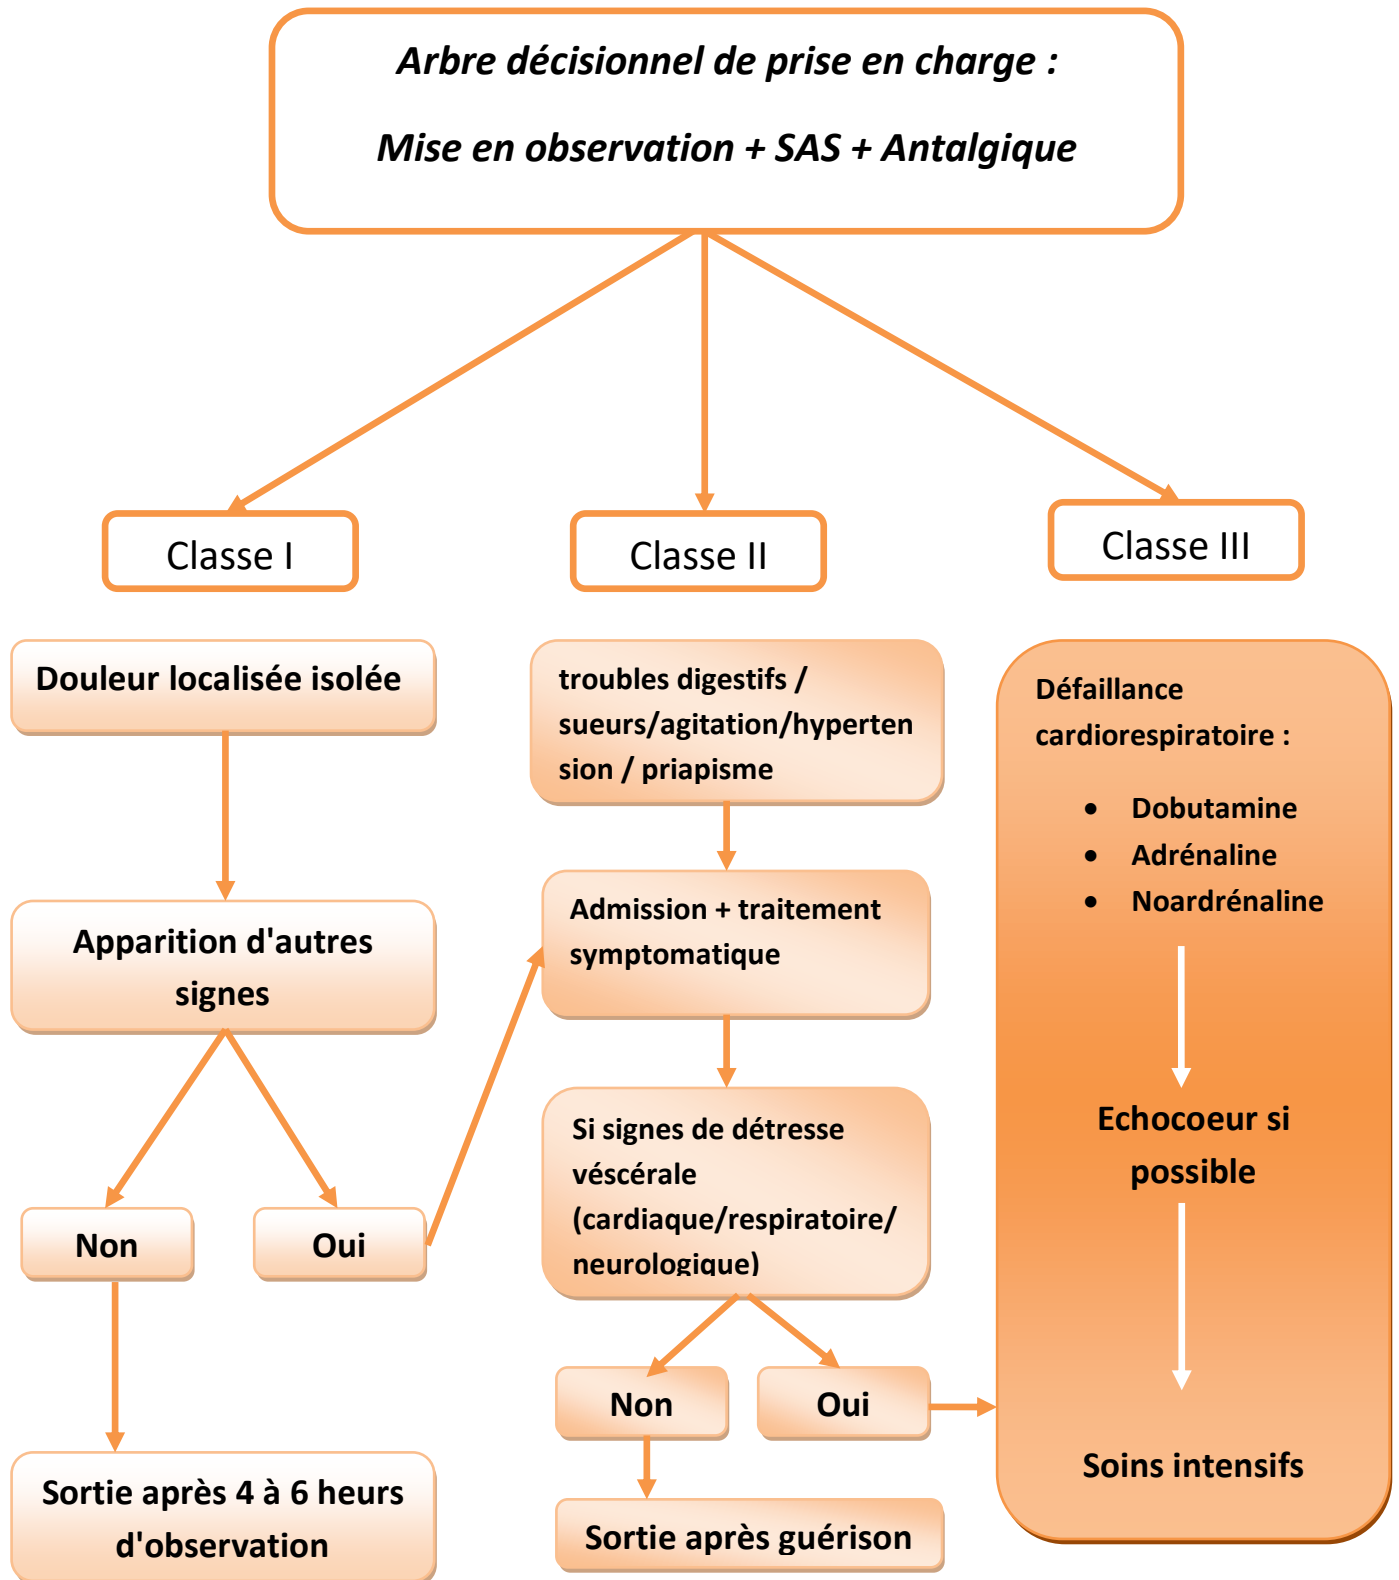 Arbre décisionnel de prise en charge :
Mise en observation + SAS + Antalgique
Classe I
Classe II
Classe III
Douleur localisée isolée
Apparition d'autres
signes
Non
Oui
Sortie après 4 à 6 heurs
d'observation
troubles digestifs /
sueurs/agitation/hyperten
sion / priapisme
Admission + traitement
symptomatique
Si signes de détresse
véscérale
(cardiaque/respiratoire/
neurologique)
Non
Oui
Sortie après guérison
Défaillance
cardiorespiratoire :
• Dobutamine
• Adrénaline
• Noardrénaline
Echocoeur si
possible
Soins intensifs